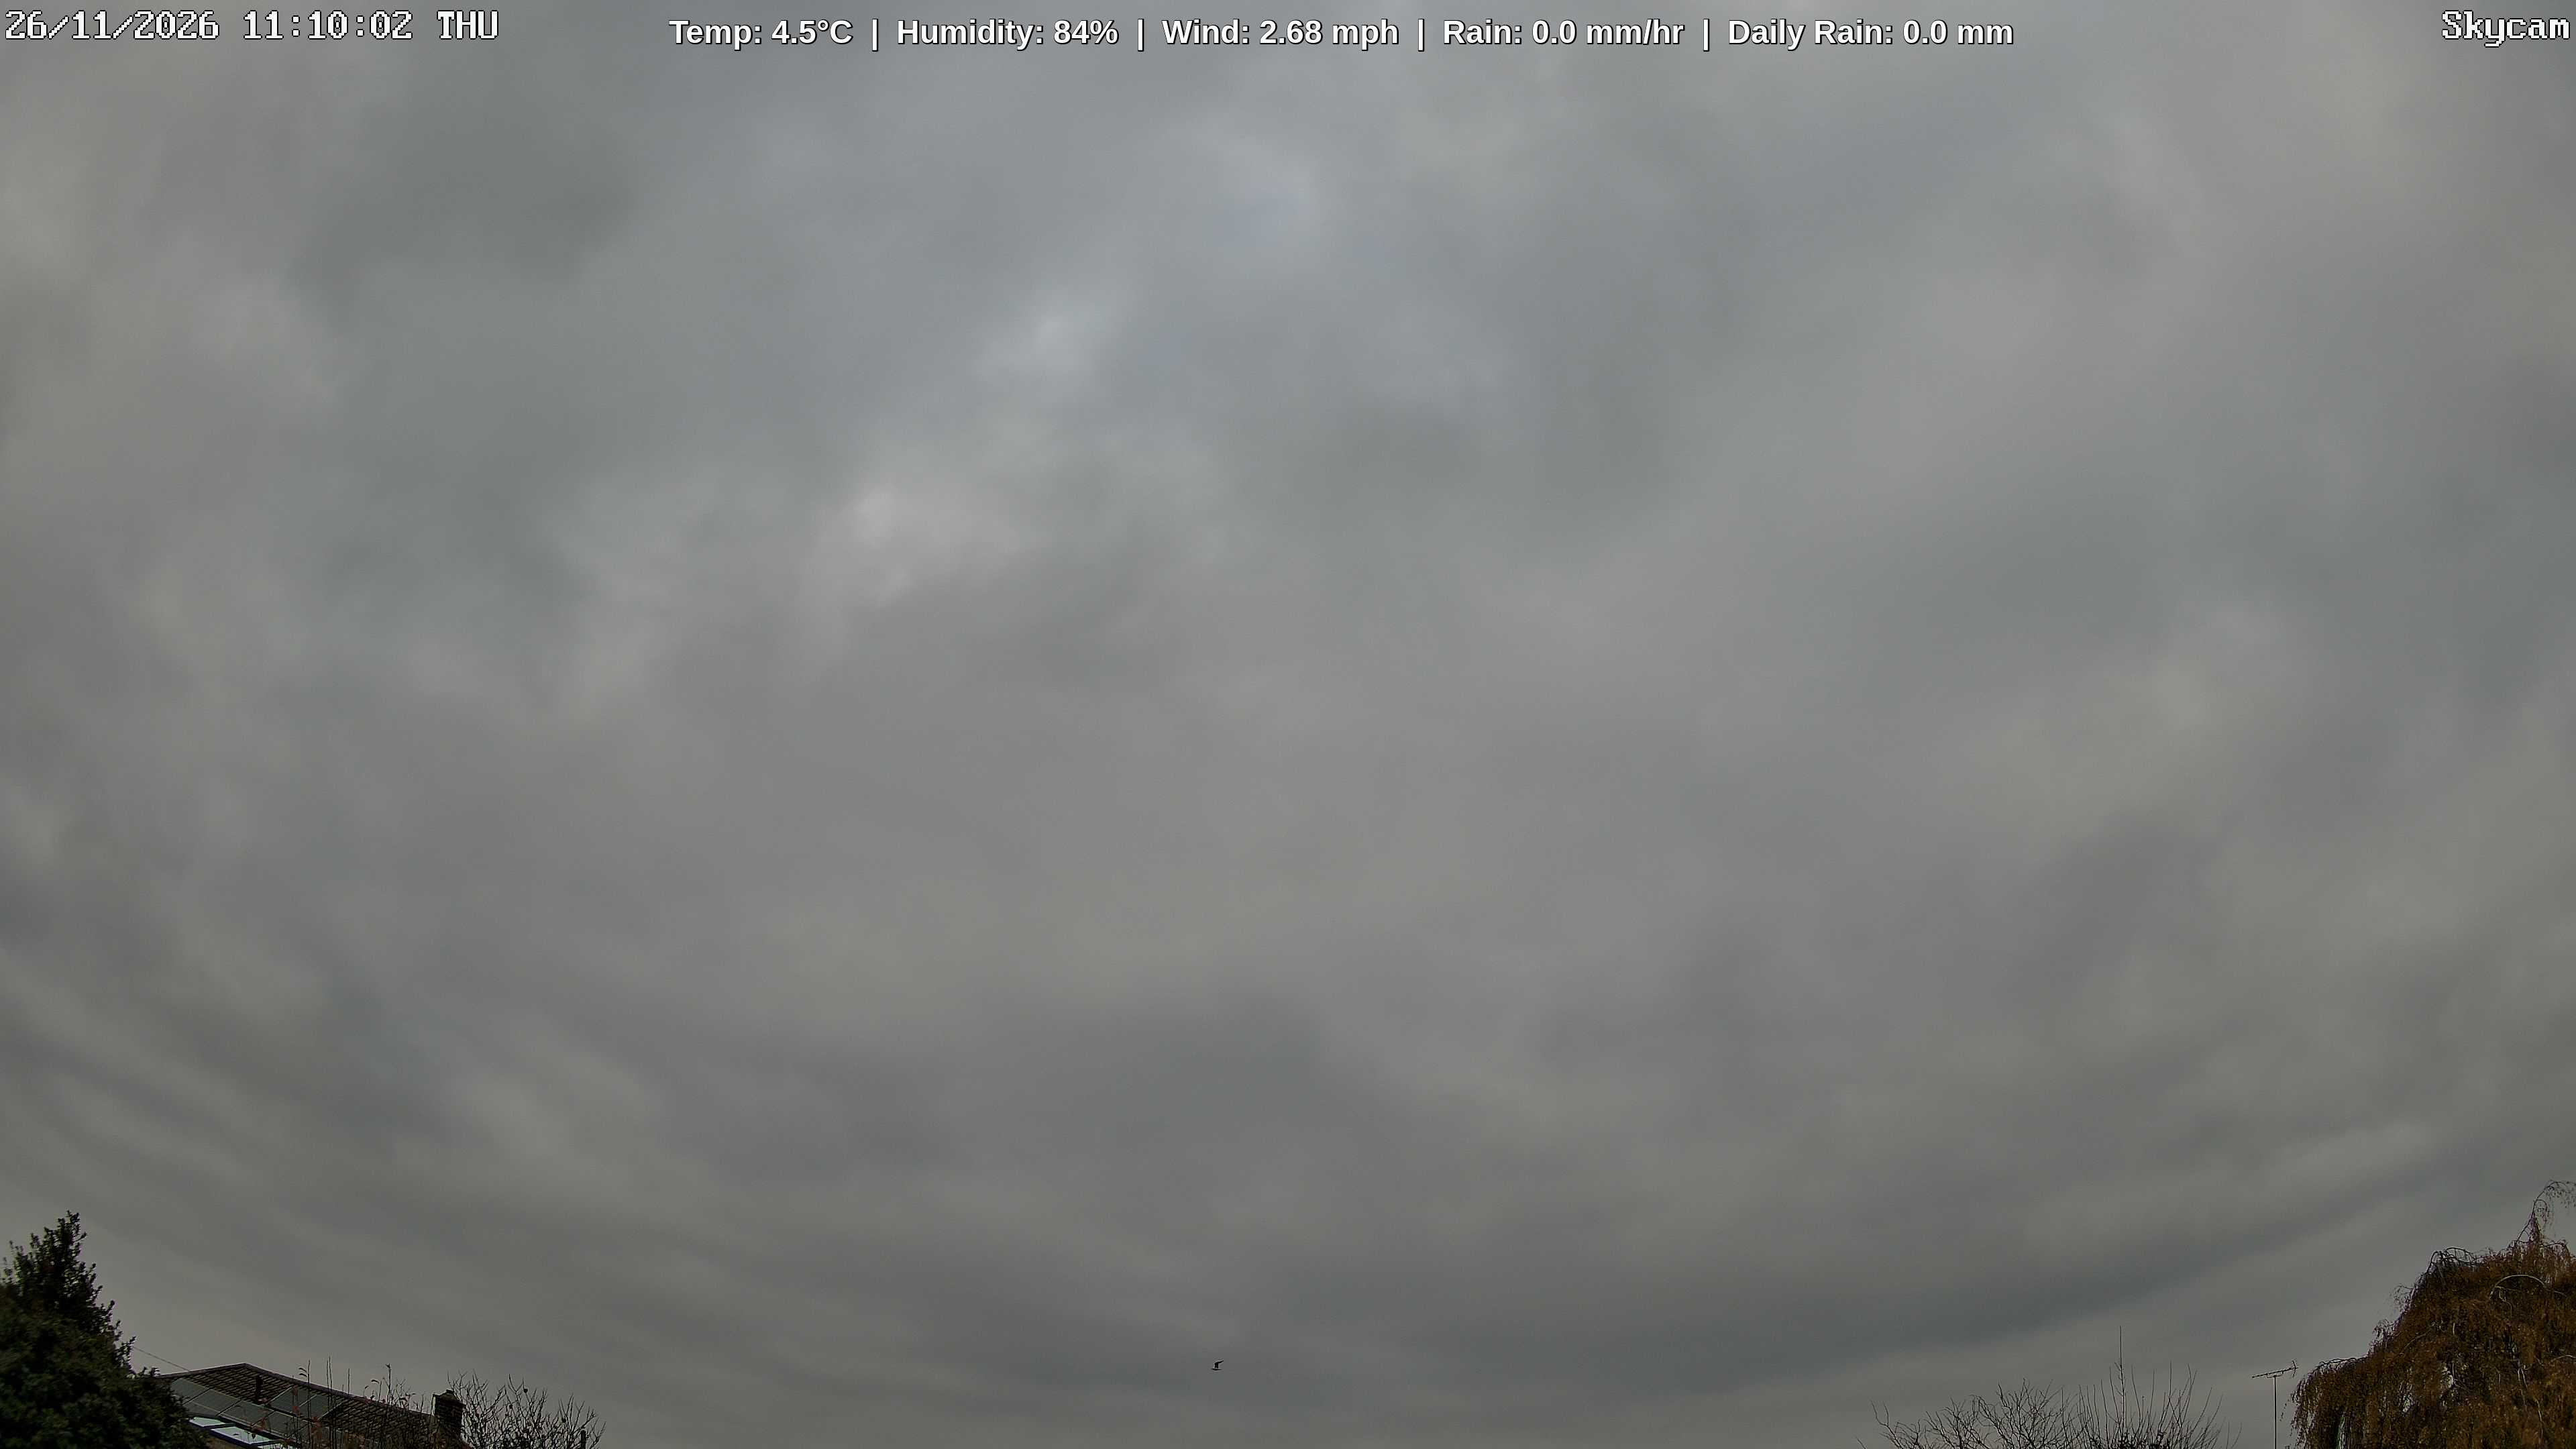 26/11/2026 11:10:02 THU
Temp: 4.5°C | Humidity: 84% | Wind: 2.68 mph | Rain: 0.0 mm/hr | Daily Rain: 0.0 mm
Skycam